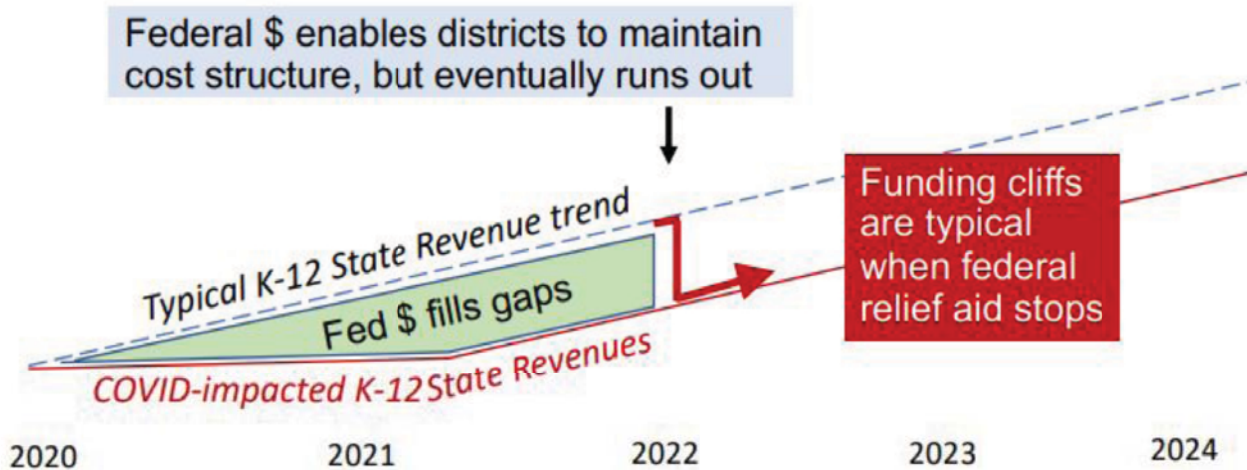 Federal $ enables districts to maintain
cost structure, but eventually runs out
Typical K-12 State Revenue trend
Fed $ fills gaps
COVID-impacted K-12 State Revenues
Funding cliffs
are typical
when federal
relief aid stops
2020 2021 2022 2023 2024